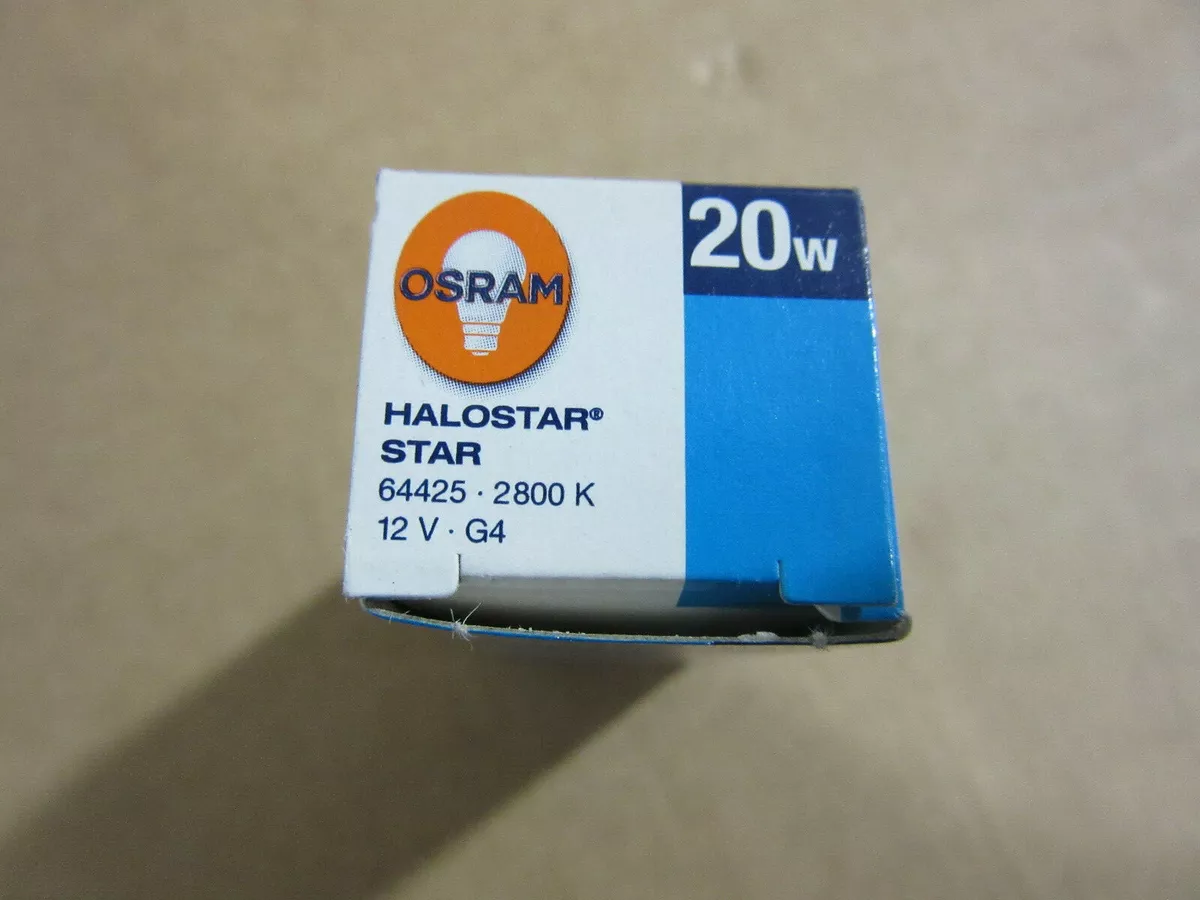 OSRAM
20W
HALOSTAR®
STAR
64425 · 2800 K
12 V · G4